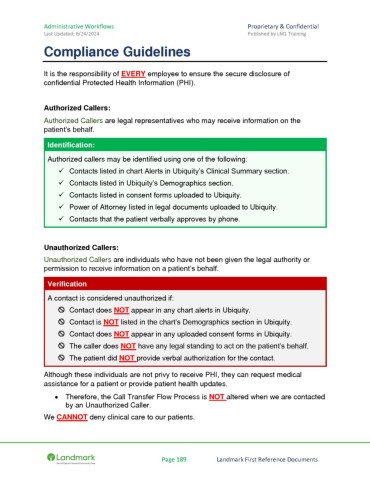 Administrative Workflows Proprietary & Confidential
Last Updated: 6/24/2024 Published by LM1 Training
Compliance Guidelines
It is the responsibility of EVERY employee to ensure the secure disclosure of
confidential Protected Health Information (PHI).
Authorized Callers:
Authorized Callers are legal representatives who may receive information on the
patient's behalf.
Identification:
Authorized callers may be identified using one of the following:
✓ Contacts listed in chart Alerts in Ubiquity's Clinical Summary section.
✓ Contacts listed in Ubiquity's Demographics section.
✓ Contacts listed in consent forms uploaded to Ubiquity.
✓ Power of Attorney listed in legal documents uploaded to Ubiquity.
✓ Contacts that the patient verbally approves by phone.
Unauthorized Callers:
Unauthorized Callers are individuals who have not been given the legal authority or
permission to receive information on a patient's behalf.
Verification
A contact is considered unauthorized if:
Contact does NOT appear in any chart alerts in Ubiquity.
Contact is NOT listed in the chart's Demographics section in Ubiquity.
Contact does NOT appear in any uploaded consent forms in Ubiquity.
The caller does NOT have any legal standing to act on the patient's behalf.
The patient did NOT provide verbal authorization for the contact.
Although these individuals are not privy to receive PHI, they can request medical
assistance for a patient or provide patient health updates.
• Therefore, the Call Transfer Flow Process is NOT altered when we are contacted
by an Unauthorized Caller.
We CANNOT deny clinical care to our patients.
Landmark
Page 189 Landmark First Reference Documents